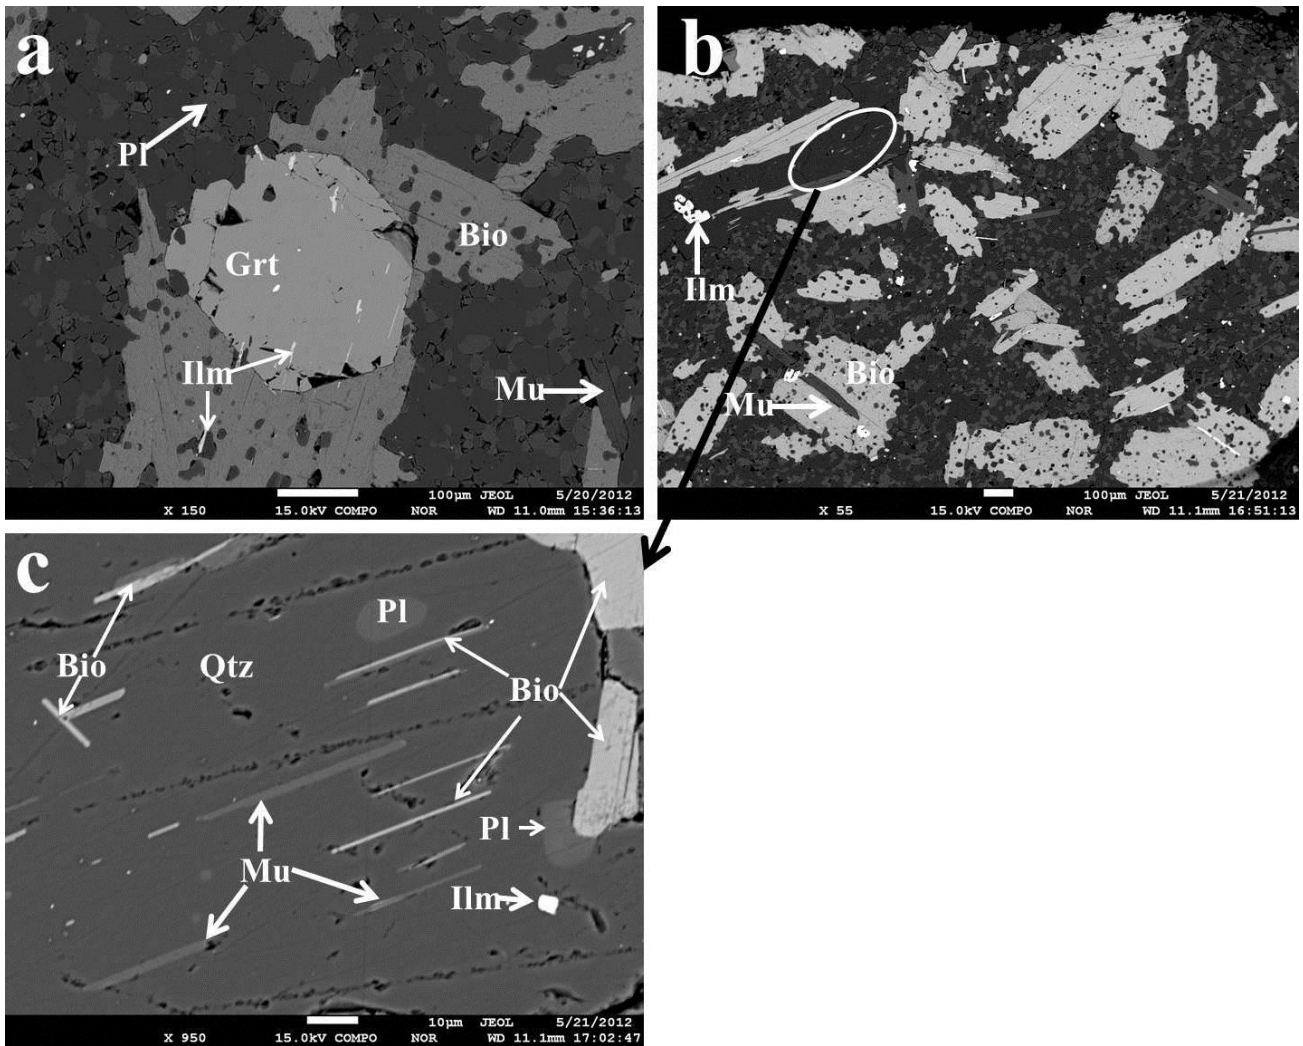 a
Pl
Bio
Grt
Ilm
Mu
100µm JEOL 5/20/2012
X 150 15.0kV COMPO NOR WD 11.0mm 15:36:13
b
Ilm
Bio
Mu
100µm JEOL 5/21/2012
X 55 15.0kV COMPO NOR WD 11.1mm 16:51:13
c
Pl
Bio
Qtz
Bio
Pl
Mu
Ilm
10µm JEOL 5/21/2012
X 950 15.0kV COMPO NOR WD 11.1mm 17:02:47